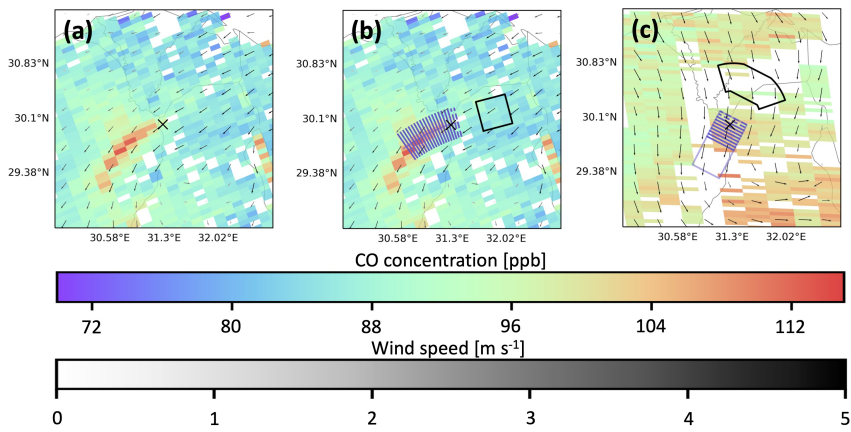 (a)
(b)
(c)
30.83°N
30.1°N
29.38°N
30.58°E 31.3°E 32.02°E
30.83°N
30.1°N
29.38°N
30.58°E 31.3°E 32.02°E
30.83°N
30.1°N
29.38°N
30.58°E 31.3°E 32.02°E
CO concentration [ppb]
72 80 88 96 104 112
Wind speed [m s-1]
0 1 2 3 4 5